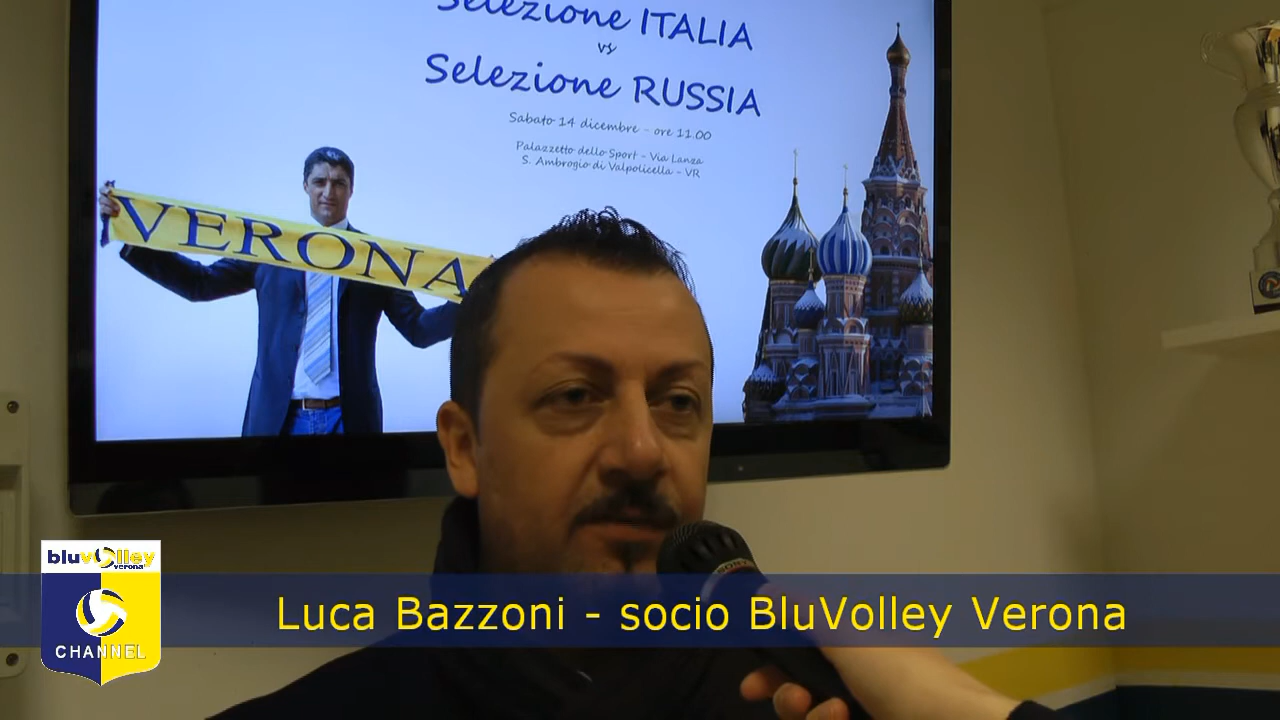 Selezione ITALIA
vs
Selezione RUSSIA
Sabato 14 dicembre - ore 11.00
Palazzetto dello Sport - Via Lanza
S. Ambrogio di Valpolicella - VR
VERONA
bluvolley
verona
CHANNEL
Luca Bazzoni - socio BluVolley Verona